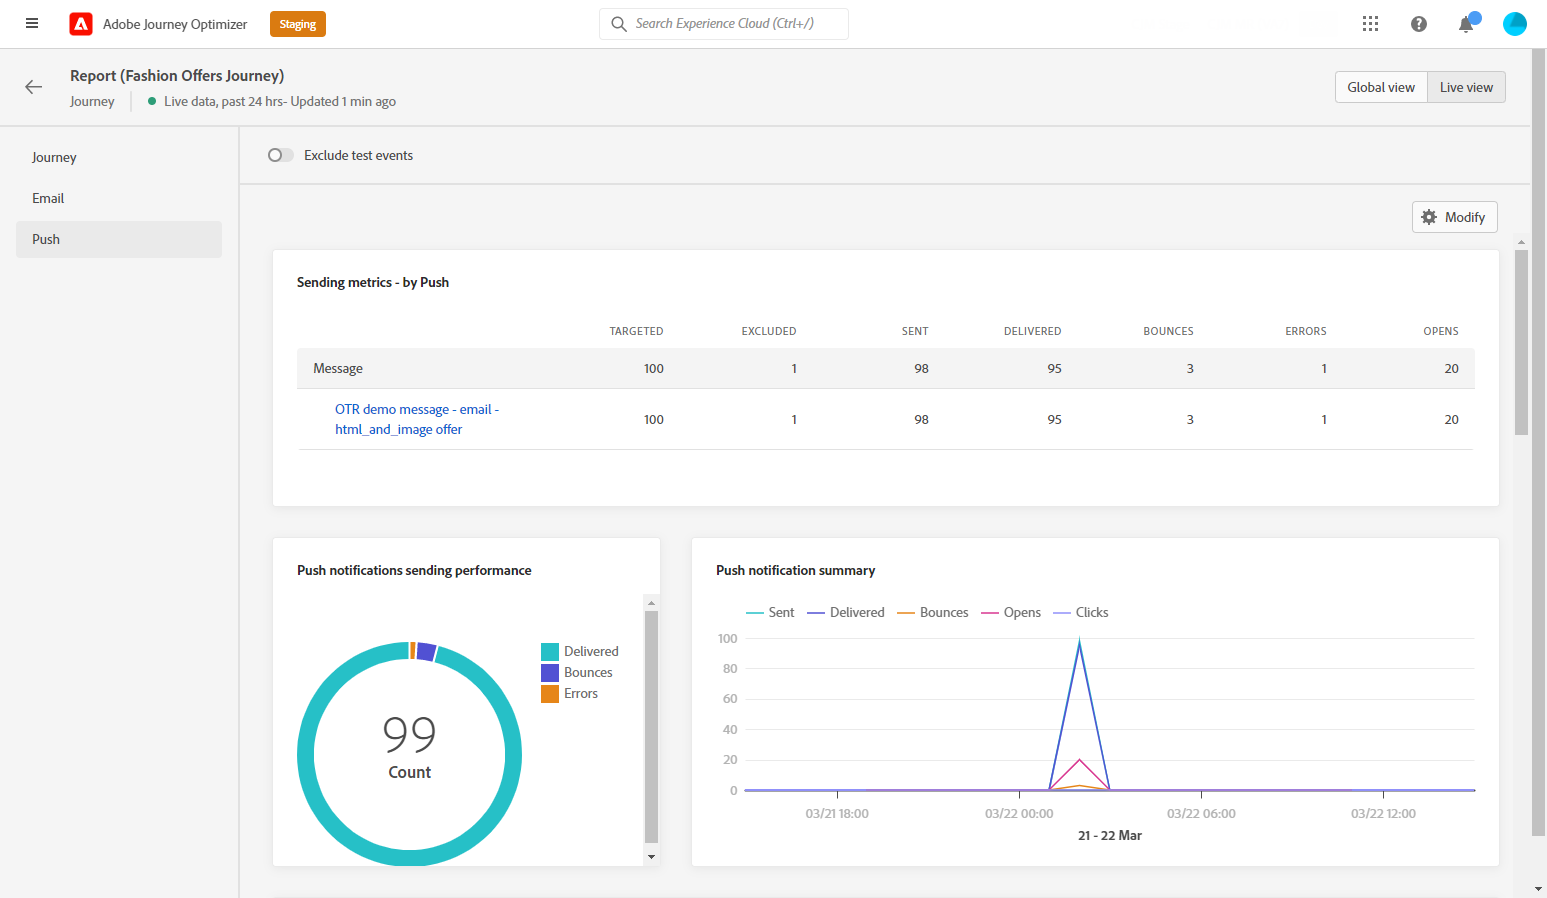 Adobe Journey Optimizer
Staging
Search Experience Cloud (Ctrl+/)
Report (Fashion Offers Journey)
Journey
Live data, past 24 hrs- Updated 1 min ago
Global view
Live view
Journey
Email
Push
Exclude test events
Modify
Sending metrics - by Push
TARGETED EXCLUDED SENT DELIVERED BOUNCES ERRORS OPENS
Message 100 1 98 95 3 1 20
OTR demo message - email -
html_and_image offer 100 1 98 95 3 1 20
Push notifications sending performance
99
Count
Delivered
Bounces
Errors
Push notification summary
Sent Delivered Bounces Opens Clicks
100
80
60
40
20
0
03/21 18:00 03/22 00:00 03/22 06:00 03/22 12:00
21 - 22 Mar